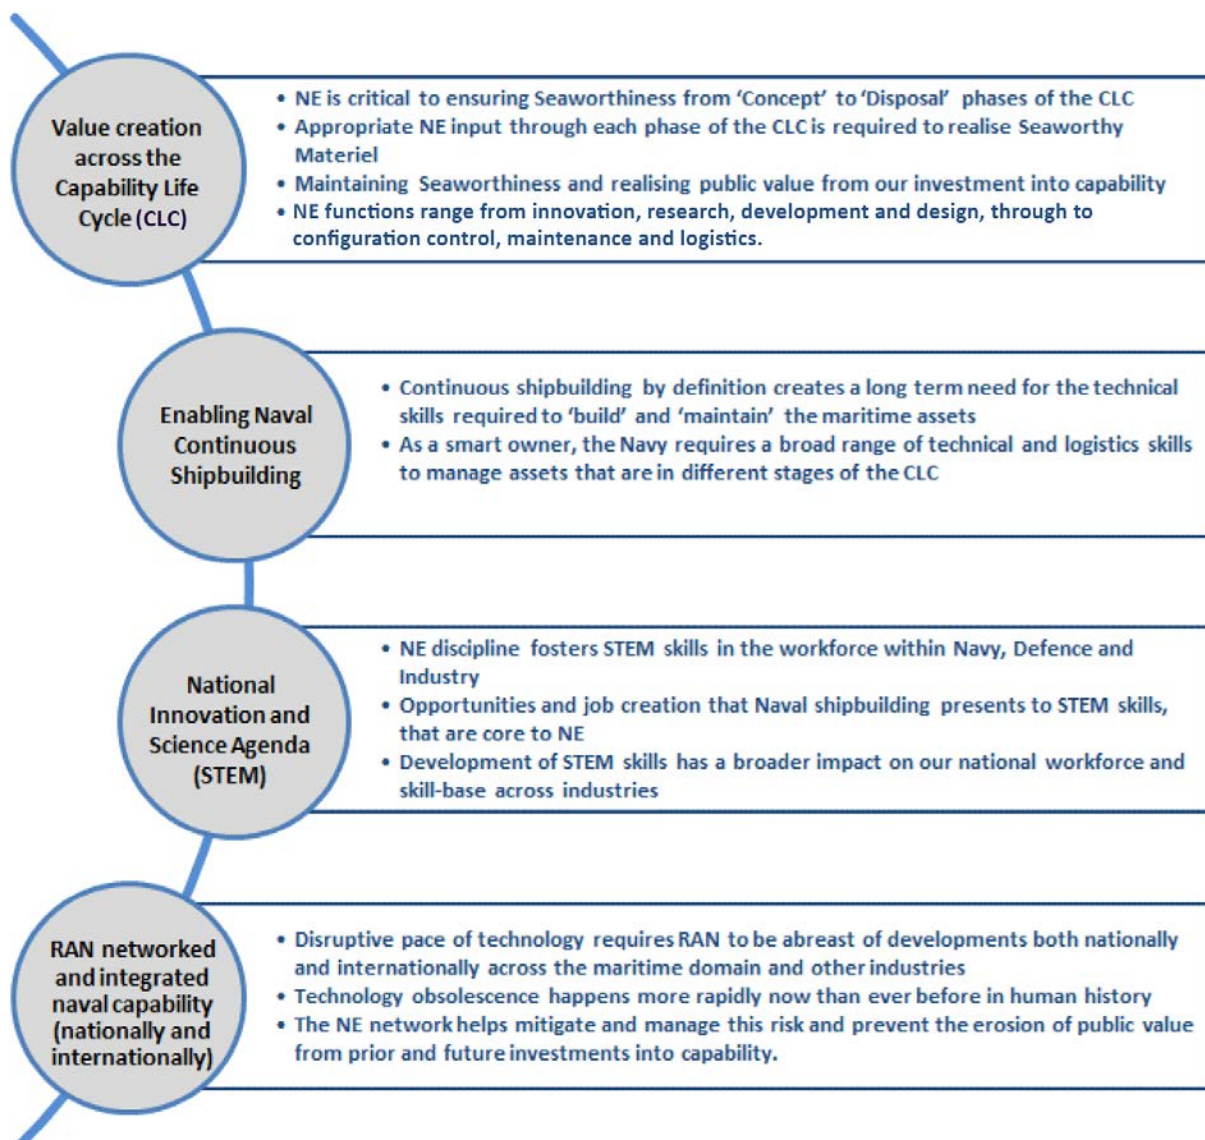 Value creation
across the
Capability Life
Cycle (CLC)
• NE is critical to ensuring Seaworthiness from ‘Concept’ to ‘Disposal’ phases of the CLC
• Appropriate NE input through each phase of the CLC is required to realise Seaworthy
Materiel
• Maintaining Seaworthiness and realising public value from our investment into capability
• NE functions range from innovation, research, development and design, through to
configuration control, maintenance and logistics.
Enabling Naval
Continuous
Shipbuilding
• Continuous shipbuilding by definition creates a long term need for the technical
skills required to ‘build’ and ‘maintain’ the maritime assets
• As a smart owner, the Navy requires a broad range of technical and logistics skills
to manage assets that are in different stages of the CLC
National
Innovation and
Science Agenda
(STEM)
• NE discipline fosters STEM skills in the workforce within Navy, Defence and
Industry
• Opportunities and job creation that Naval shipbuilding presents to STEM skills,
that are core to NE
• Development of STEM skills has a broader impact on our national workforce and
skill-base across industries
RAN networked
and integrated
naval capability
(nationally and
internationally)
• Disruptive pace of technology requires RAN to be abreast of developments both nationally
and internationally across the maritime domain and other industries
• Technology obsolescence happens more rapidly now than ever before in human history
• The NE network helps mitigate and manage this risk and prevent the erosion of public value
from prior and future investments into capability.